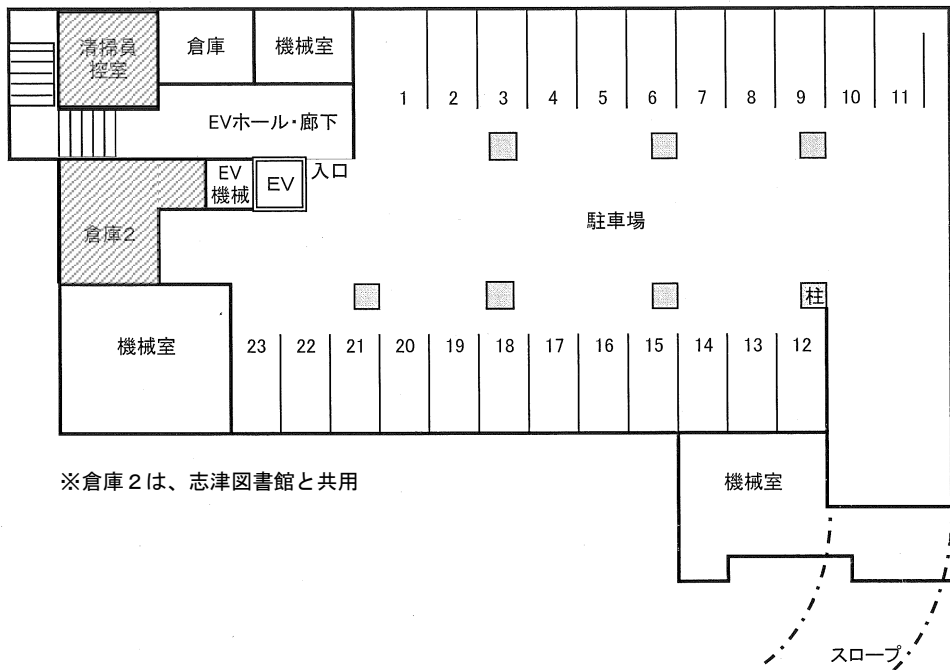 清掃員
控室
倉庫
機械室
EVホール・廊下
1 2 3 4 5 6 7 8 9 10 11
EV
機械
EV
入口
倉庫2
駐車場
柱
機械室
23 22 21 20 19 18 17 16 15 14 13 12
※倉庫２は、志津図書館と共用
機械室
スロープ